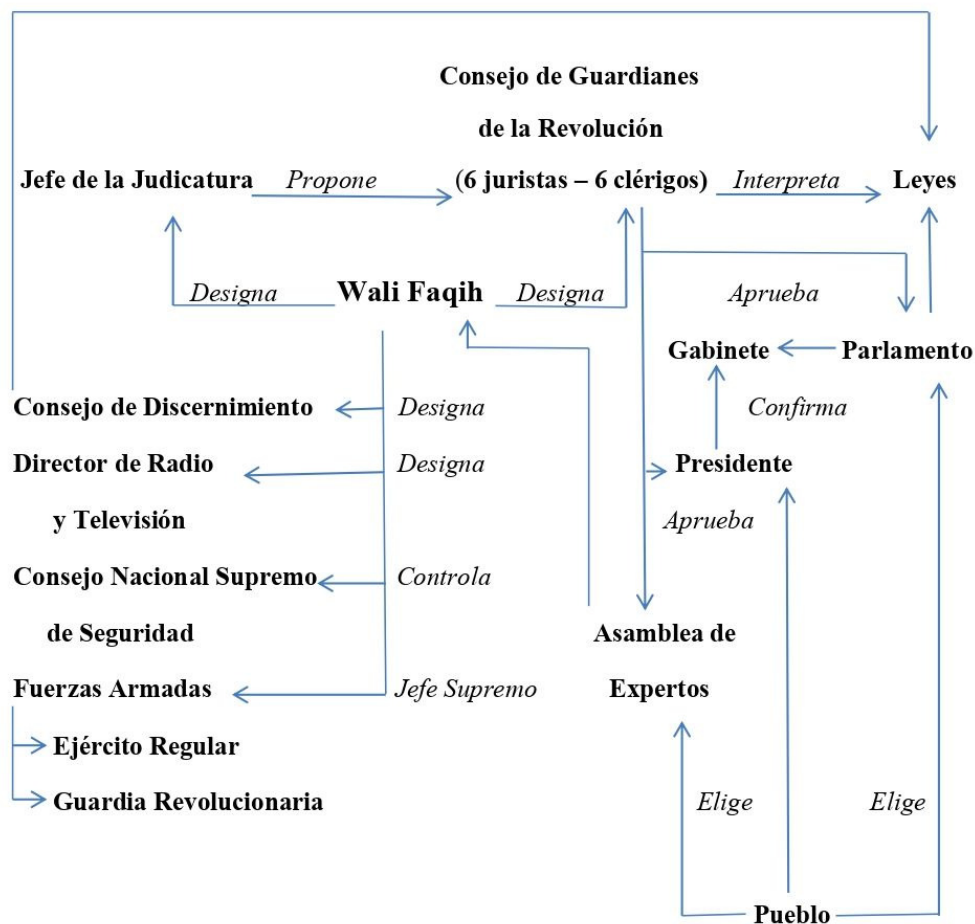 Consejo de Guardianes
de la Revolución
Jefe de la Judicatura Propone (6 juristas – 6 clérigos) Interpreta Leyes
Designa Wali Faqih Designa Aprueba
Gabinete Parlamento
Consejo de Discernimiento Designa Confirma
Director de Radio Designa Presidente
y Televisión Aprueba
Consejo Nacional Supremo Controla
de Seguridad Asamblea de
Fuerzas Armadas Jefe Supremo Expertos
Ejército Regular
Guardia Revolucionaria Elige Elige
Pueblo